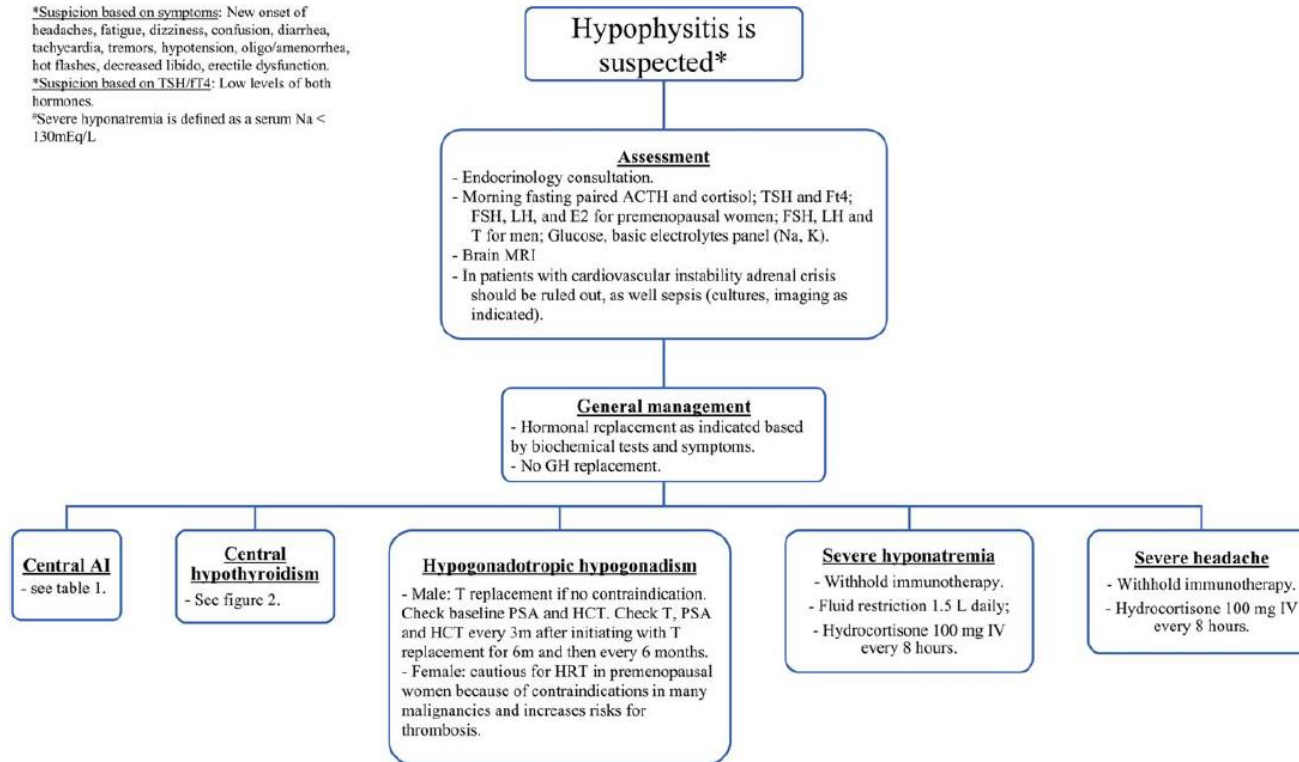 *Suspicion based on symptoms: New onset of
headaches, fatigue, dizziness, confusion, diarrhea,
tachycardia, tremors, hypotension, oligo/amenorrhea,
hot flashes, decreased libido, erectile dysfunction.
*Suspicion based on TSH/fT4: Low levels of both
hormones.
#Severe hyponatremia is defined as a serum Na <
130mEq/L
Hypophysitis is
suspected*
Assessment
- Endocrinology consultation.
- Morning fasting paired ACTH and cortisol; TSH and Ft4;
FSH, LH, and E2 for premenopausal women; FSH, LH and
T for men; Glucose, basic electrolytes panel (Na, K).
- Brain MRI
- In patients with cardiovascular instability adrenal crisis
should be ruled out, as well sepsis (cultures, imaging as
indicated).
General management
- Hormonal replacement as indicated based
by biochemical tests and symptoms.
- No GH replacement.
Central AI
- see table 1.
Central
hypothyroidism
- See figure 2.
Hypogonadotropic hypogonadism
- Male: T replacement if no contraindication.
Check baseline PSA and HCT. Check T, PSA
and HCT every 3m after initiating with T
replacement for 6m and then every 6 months.
- Female: cautious for HRT in premenopausal
women because of contraindications in many
malignancies and increases risks for
thrombosis.
Severe hyponatremia
- Withhold immunotherapy.
- Fluid restriction 1.5 L daily;
- Hydrocortisone 100 mg IV
every 8 hours.
Severe headache
- Withhold immunotherapy.
- Hydrocortisone 100 mg IV
every 8 hours.